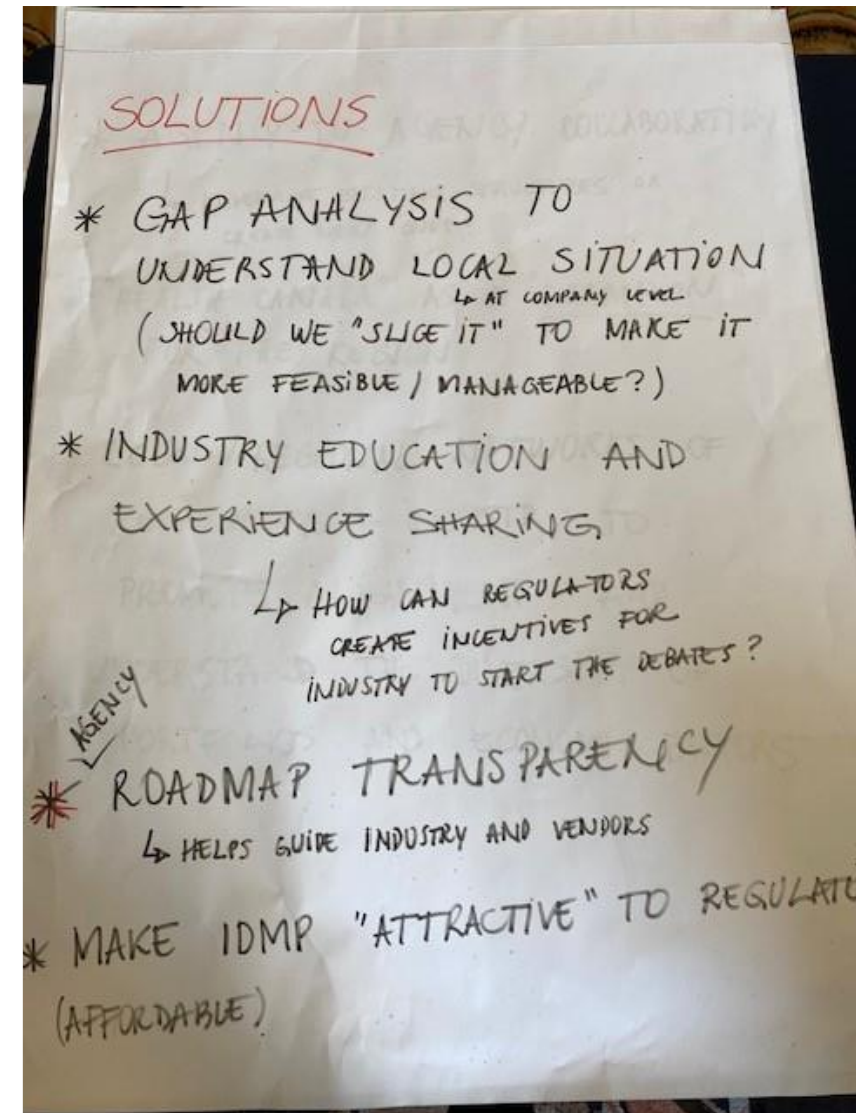 SOLUTIONS
* GAP ANALYSIS TO
UNDERSTAND LOCAL SITUATION
↳ AT COMPANY LEVEL
(SHOULD WE "SLICE IT" TO MAKE IT
MORE FEASIBLE / MANAGEABLE?)
* INDUSTRY EDUCATION AND
EXPERIENCE SHARING
↳ HOW CAN REGULATORS
CREATE INCENTIVES FOR
INDUSTRY TO START THE DEBATES?
AGENCY
* ROADMAP TRANSPARENCY
↳ HELPS GUIDE INDUSTRY AND VENDORS
* MAKE IDMP "ATTRACTIVE" TO
(AFFORDABLE)